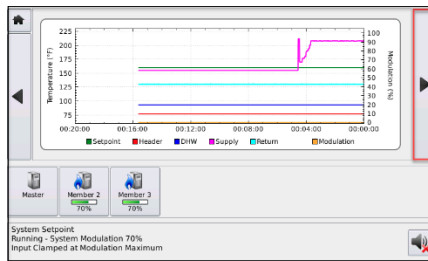 225
200
175
150
125
100
75
Temperature (°F)
100
90
80
70
60
50
40
30
20
10
0
Modulation (%)
00:20:00 00:16:00 00:12:00 00:08:00 00:04:00 00:00:00
Setpoint Header DHW Supply Return Modulation
Master Member 2 Member 3
70% 70%
System Setpoint
Running - System Modulation 70%
Input Clamped at Modulation Maximum